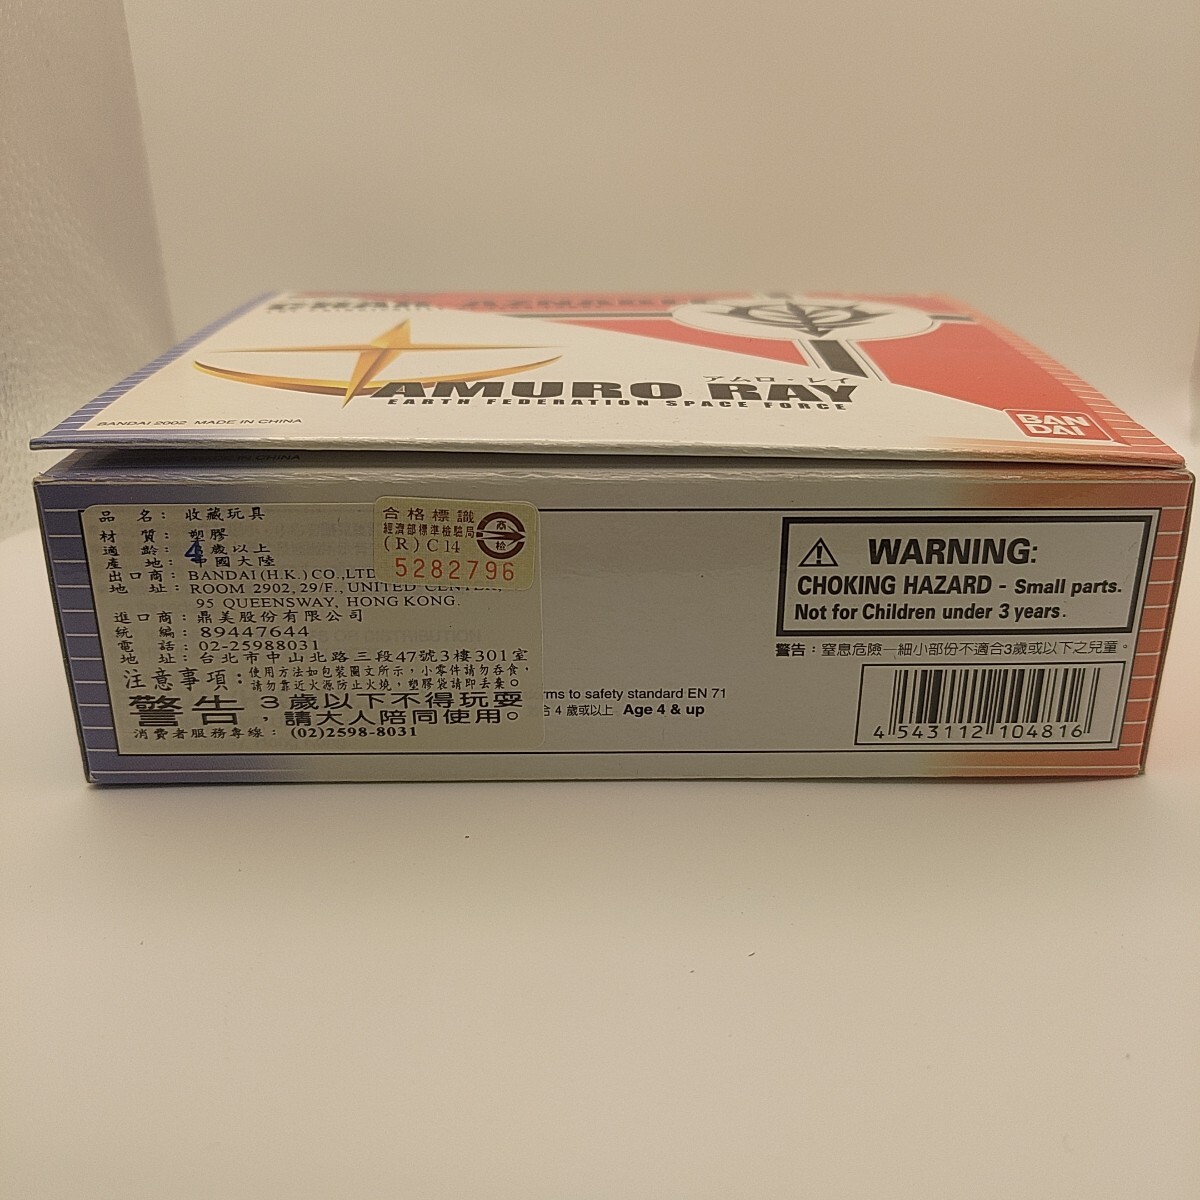 CHAR AZNABLE
アムロ・レイ
AMURO RAY
EARTH FEDERATION SPACE FORCE
BANDAI 2002 MADE IN CHINA
BAN
DAI
品 名: 收藏玩具
材 質: 塑膠
適 齡: 4歲以上
產 地: 中國大陸
出口商: BANDAI (H.K.) CO., LTD
地 址: ROOM 2902, 29/F., UNITED CENTER,
95 QUEENSWAY, HONG KONG.
進口商: 鼎美股份有限公司
統 編: 89447644
電 話: 02-25988031
地 址: 台北市中山北路三段47號3樓301室
注意事項: 使用方法如包裝圖文所示, 小零件請勿吞食,
請勿靠近火源防止火燒, 塑膠袋請即丟棄。
警告 3歲以下不得玩耍
, 請大人陪同使用。
消費者服務專線: (02)2598-8031
合格標識
經濟部標準檢驗局
(R) C14
商檢
5282796
OR DISTRIBUTION
rms to safety standard EN 71
合 4 歲或以上 Age 4 & up
WARNING:
CHOKING HAZARD - Small parts.
Not for Children under 3 years.
警告:窒息危險—細小部份不適合3歲或以下之兒童。
4 543112 104816